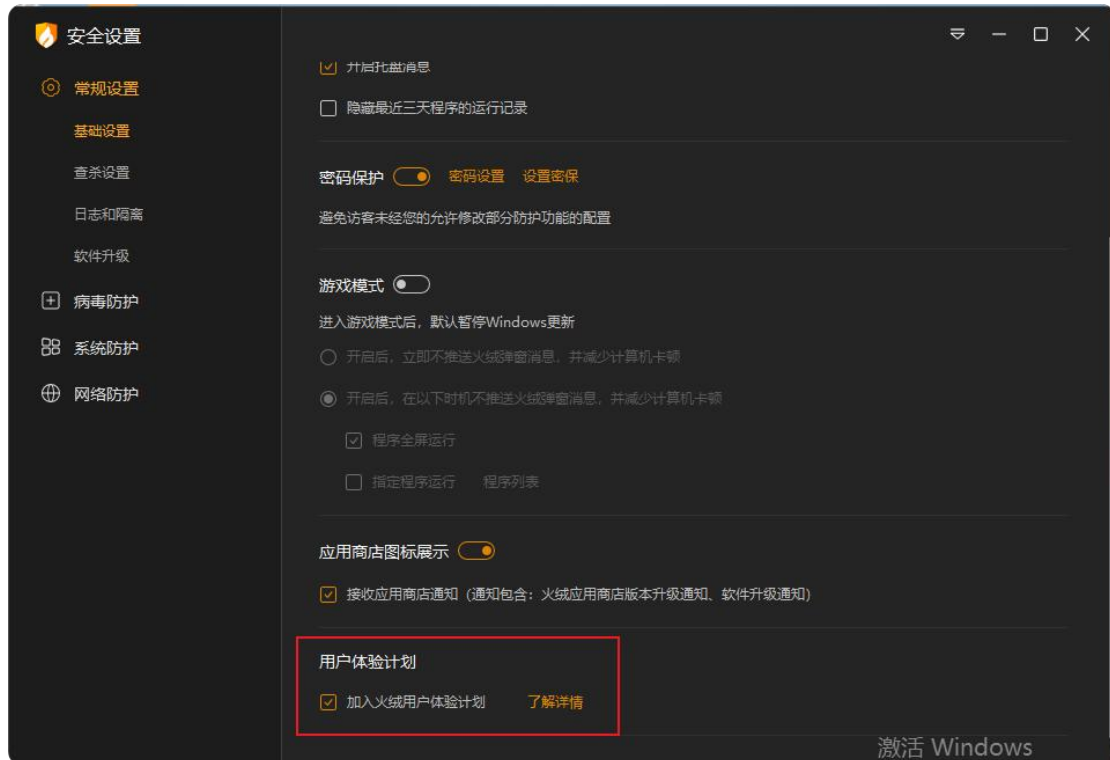 安全设置
常规设置
基础设置
查杀设置
日志和隔离
软件升级
病毒防护
系统防护
网络防护
开启托盘消息
隐藏最近三天程序的运行记录
密码保护 密码设置 设置密保
避免访客未经您的允许修改部分防护功能的配置
游戏模式
进入游戏模式后，默认暂停Windows更新
开启后，立即不推送火绒弹窗消息，并减少计算机卡顿
开启后，在以下时机不推送火绒弹窗消息，并减少计算机卡顿
程序全屏运行
指定程序运行 程序列表
应用商店图标展示
接收应用商店通知（通知包含：火绒应用商店版本升级通知、软件升级通知）
用户体验计划
加入火绒用户体验计划 了解详情
激活 Windows